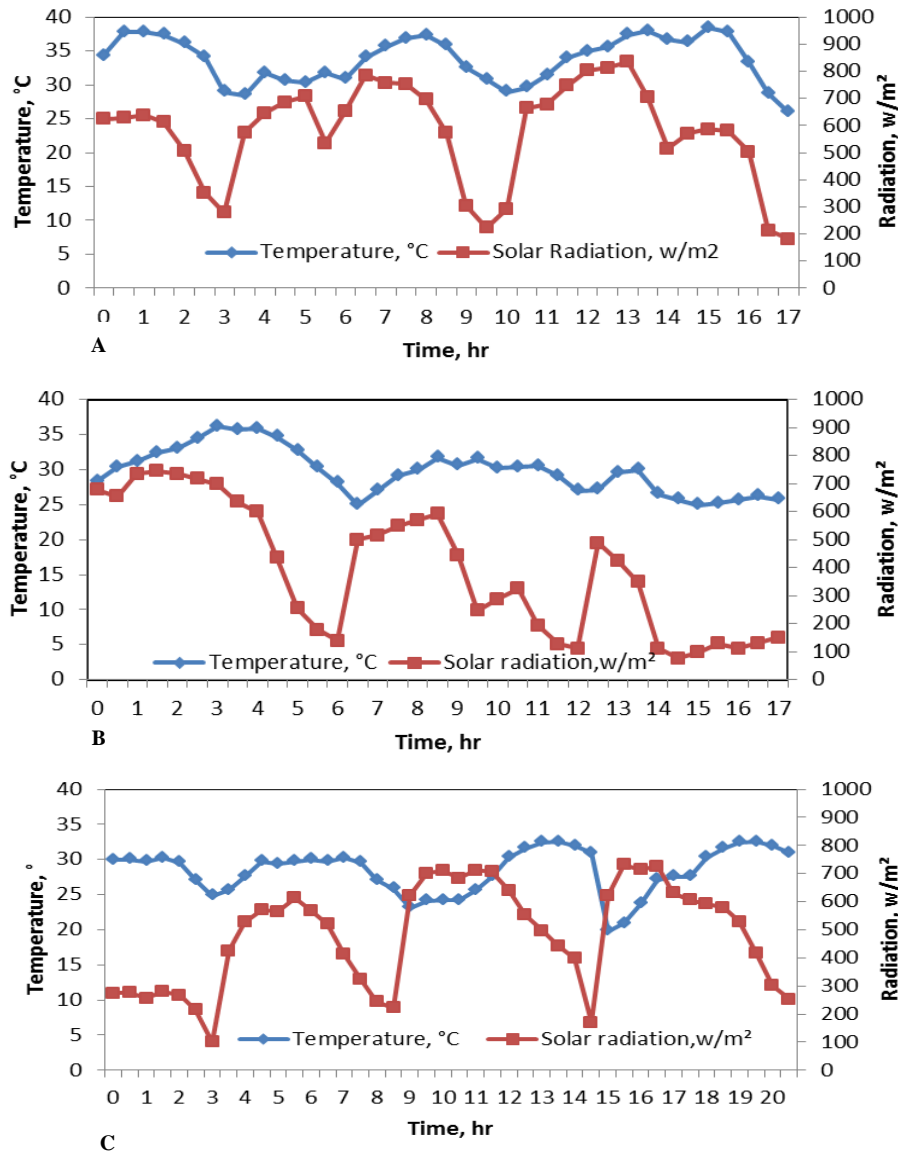 40
35
30
25
20
15
10
5
0
Temperature, °C
1000
900
800
700
600
500
400
300
200
100
0
Radiation, w/m²
Temperature, °C
Solar Radiation, w/m2
0 1 2 3 4 5 6 7 8 9 10 11 12 13 14 15 16 17
A
Time, hr
40
35
30
25
20
15
10
5
0
Temperature, °C
1000
900
800
700
600
500
400
300
200
100
0
Radiation, w/m²
Temperature, °C
Solar radiation,w/m²
0 1 2 3 4 5 6 7 8 9 10 11 12 13 14 15 16 17
B
Time, hr
40
35
30
25
20
15
10
5
0
Temperature, °
1000
900
800
700
600
500
400
300
200
100
0
Radiation, w/m²
Temperature, °C
Solar radiation,w/m²
0 1 2 3 4 5 6 7 8 9 10 11 12 13 14 15 16 17 18 19 20
Time, hr
C